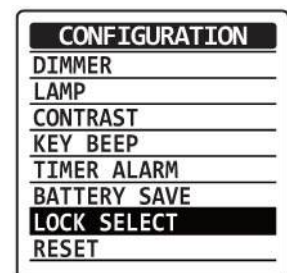 CONFIGURATION
DIMMER
LAMP
CONTRAST
KEY BEEP
TIMER ALARM
BATTERY SAVE
LOCK SELECT
RESET